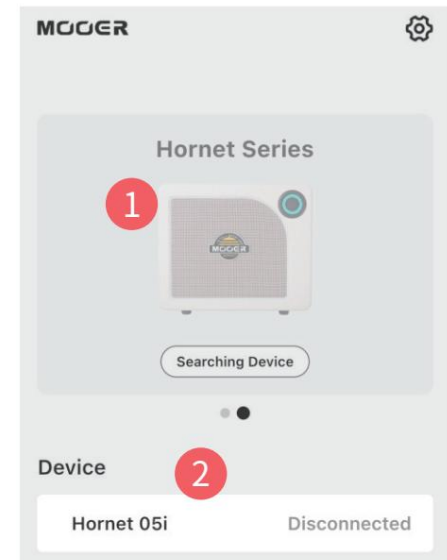 MOOER
Hornet Series
1
MOOER
Searching Device
Device
2
Hornet 05i Disconnected